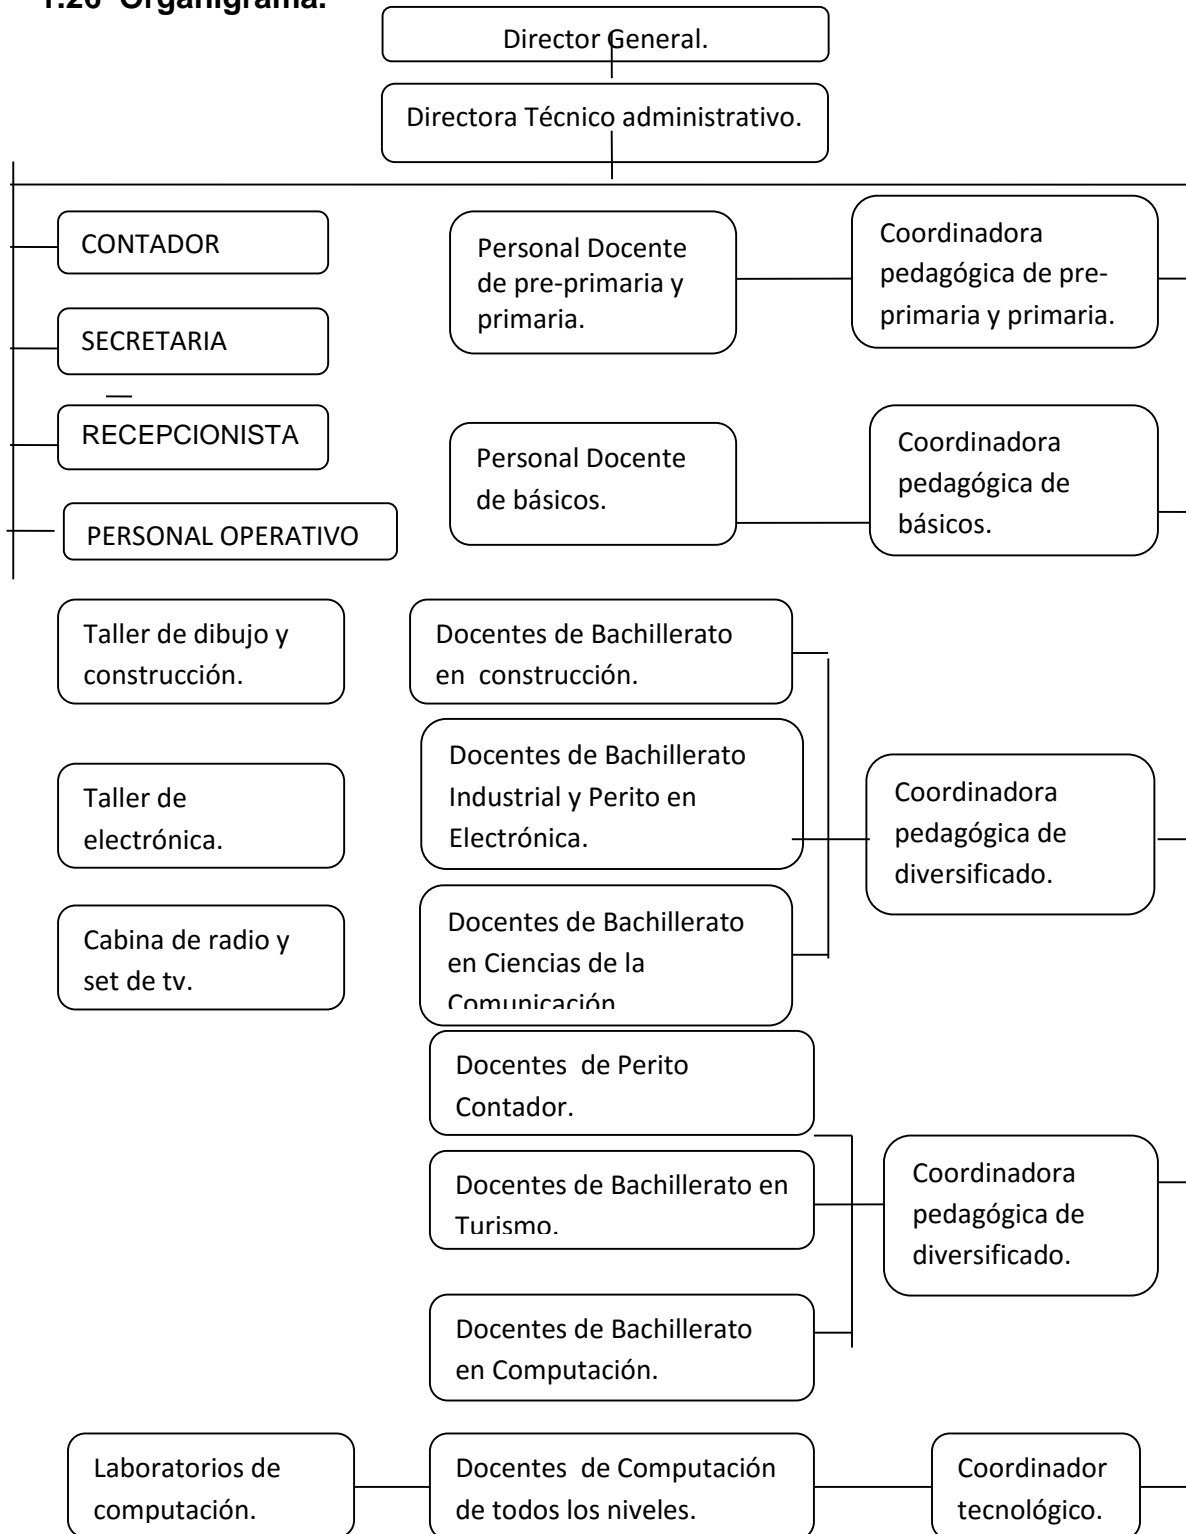 1.26 Organigrama.
Director General.
Directora Técnico administrativo.
CONTADOR
SECRETARIA
RECEPCIONISTA
PERSONAL OPERATIVO
Personal Docente
de pre-primaria y
primaria.
Coordinadora
pedagógica de pre-
primaria y primaria.
Personal Docente
de básicos.
Coordinadora
pedagógica de
básicos.
Taller de dibujo y
construcción.
Docentes de Bachillerato
en construcción.
Taller de
electrónica.
Docentes de Bachillerato
Industrial y Perito en
Electrónica.
Coordinadora
pedagógica de
diversificado.
Cabina de radio y
set de tv.
Docentes de Bachillerato
en Ciencias de la
Comunicación
Docentes de Perito
Contador.
Docentes de Bachillerato en
Turismo.
Coordinadora
pedagógica de
diversificado.
Docentes de Bachillerato
en Computación.
Laboratorios de
computación.
Docentes de Computación
de todos los niveles.
Coordinador
tecnológico.